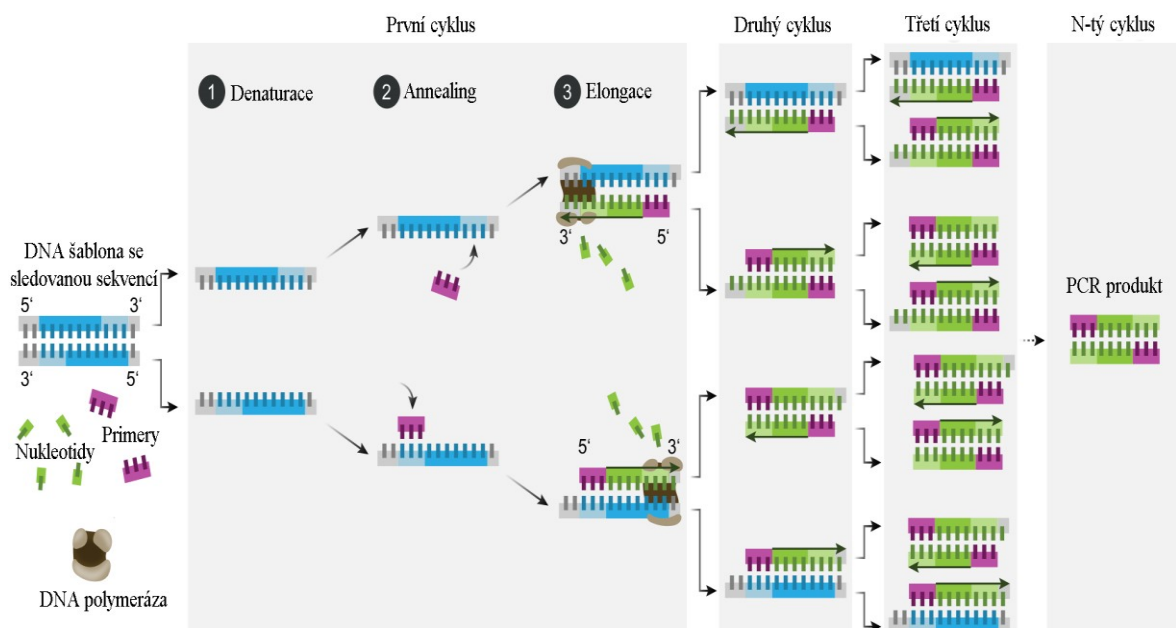 První cyklus
Druhý cyklus
Třetí cyklus
N-tý cyklus
1 Denaturace
2 Annealing
3 Elongace
DNA šablona se
sledovanou sekvencí
5‘ 3‘
3‘ 5‘
Primery
Nukleotidy
DNA polymeráza
3‘ 5‘
5‘ 3‘
PCR produkt